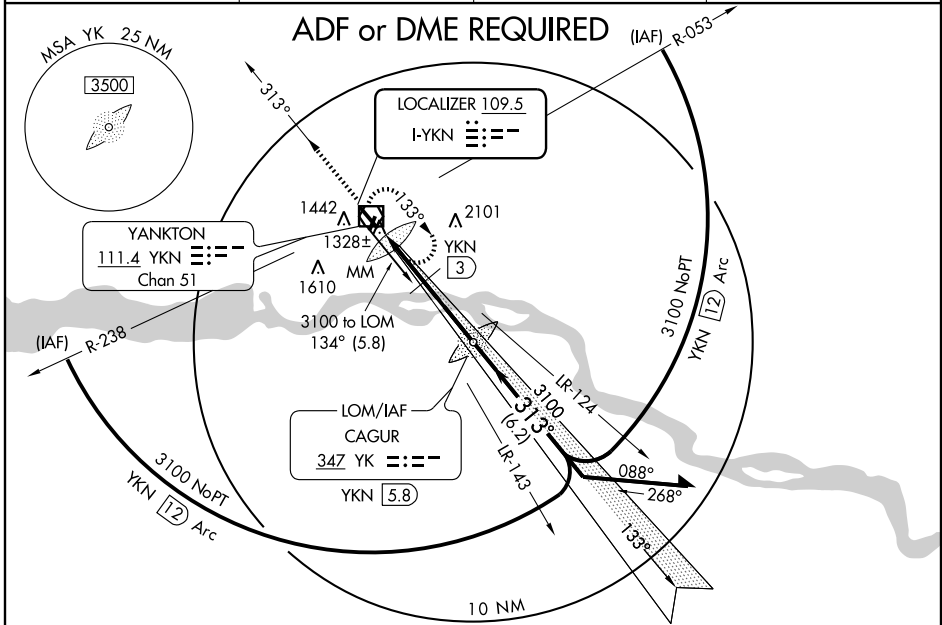 ADF or DME REQUIRED
MSA YK 25 NM
3500
(IAF) R-053
313°
LOCALIZER 109.5
I-YKN
1442
133°
2101
YANKTON
111.4 YKN
Chan 51
1328±
MM
YKN
3
1610
3100 to LOM
134° (5.8)
3100 NoPT
YKN 12 Arc
(IAF) R-238
LOM/IAF
CAGUR
347 YK
YKN 5.8
3100
313°
(6.2)
LR-124
LR-143
088°
268°
3100 NoPT
YKN 12 Arc
133°
10 NM